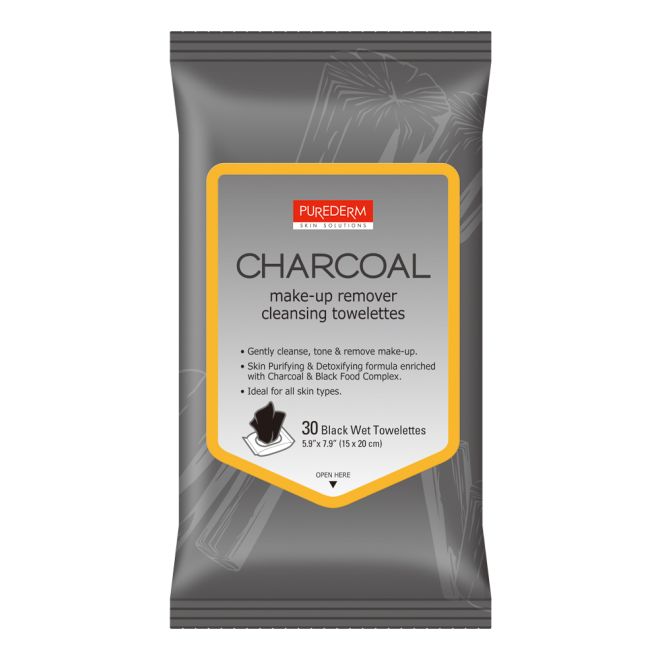 PUREDERM
SKIN SOLUTIONS
CHARCOAL
make-up remover
cleansing towelettes
• Gently cleanse, tone & remove make-up.
• Skin Purifying & Detoxifying formula enriched
with Charcoal & Black Food Complex.
• Ideal for all skin types.
30 Black Wet Towelettes
5.9"x 7.9" (15 x 20 cm)
OPEN HERE